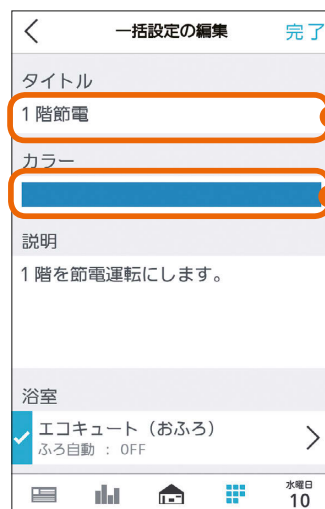 一括設定の編集 完了
タイトル
1階節電
カラー
説明
1階を節電運転にします。
浴室
エコキュート（おふろ）
ふろ自動 : OFF
水曜日
10